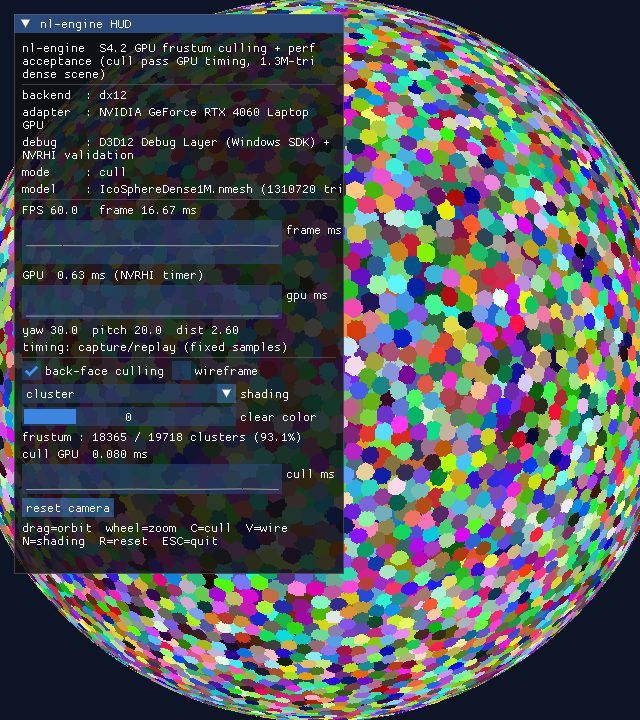 nl-engine HUD
nl-engine  S4.2 GPU frustum culling + perf
acceptance (cull pass GPU timing, 1.3M-tri
dense scene)
backend  : dx12
adapter  : NVIDIA GeForce RTX 4060 Laptop
GPU
debug    : D3D12 Debug Layer (Windows SDK) +
NVRHI validation
mode     : cull
model    : IcoSphereDense1M.nmesh (1310720 tri
FPS 60.0   frame 16.67 ms
frame ms
GPU  0.63 ms (NVRHI timer)
gpu ms
yaw 30.0  pitch 20.0  dist 2.60
timing: capture/replay (fixed samples)
back-face culling  wireframe
cluster  shading
0  clear color
frustum : 18365 / 19718 clusters (93.1%)
cull GPU  0.080 ms
cull ms
reset camera
drag=orbit  wheel=zoom  C=cull  V=wire
N=shading  R=reset  ESC=quit